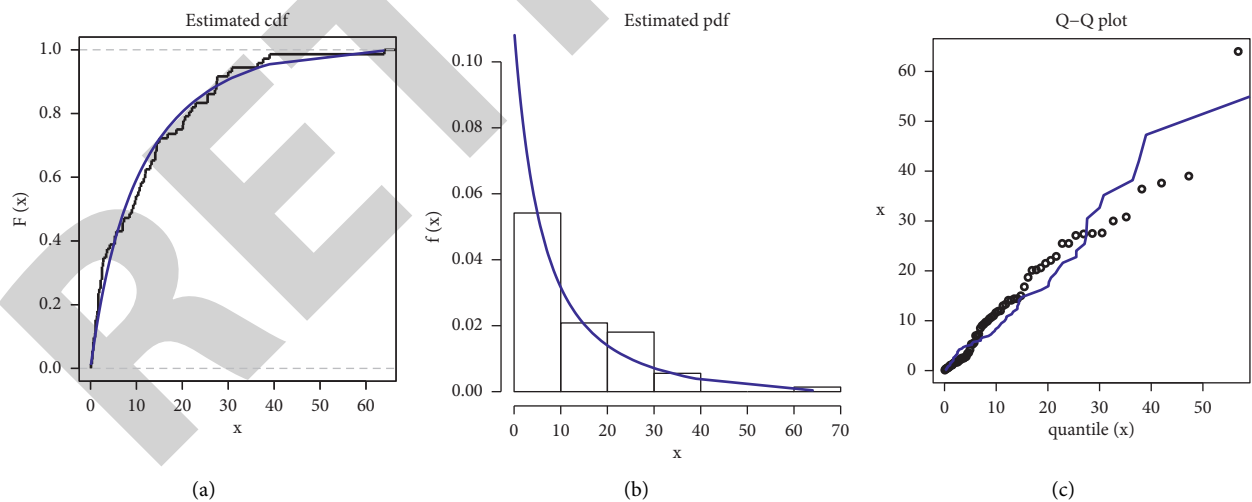 Estimated cdf
1.0
0.8
0.6
0.4
0.2
0.0
F (x)
0 10 20 30 40 50 60
x
(a)
Estimated pdf
0.10
0.08
0.06
0.04
0.02
0.00
f (x)
0 10 20 30 40 50 60 70
x
(b)
Q−Q plot
60
50
40
30
20
10
0
x
0 10 20 30 40 50
quantile (x)
(c)